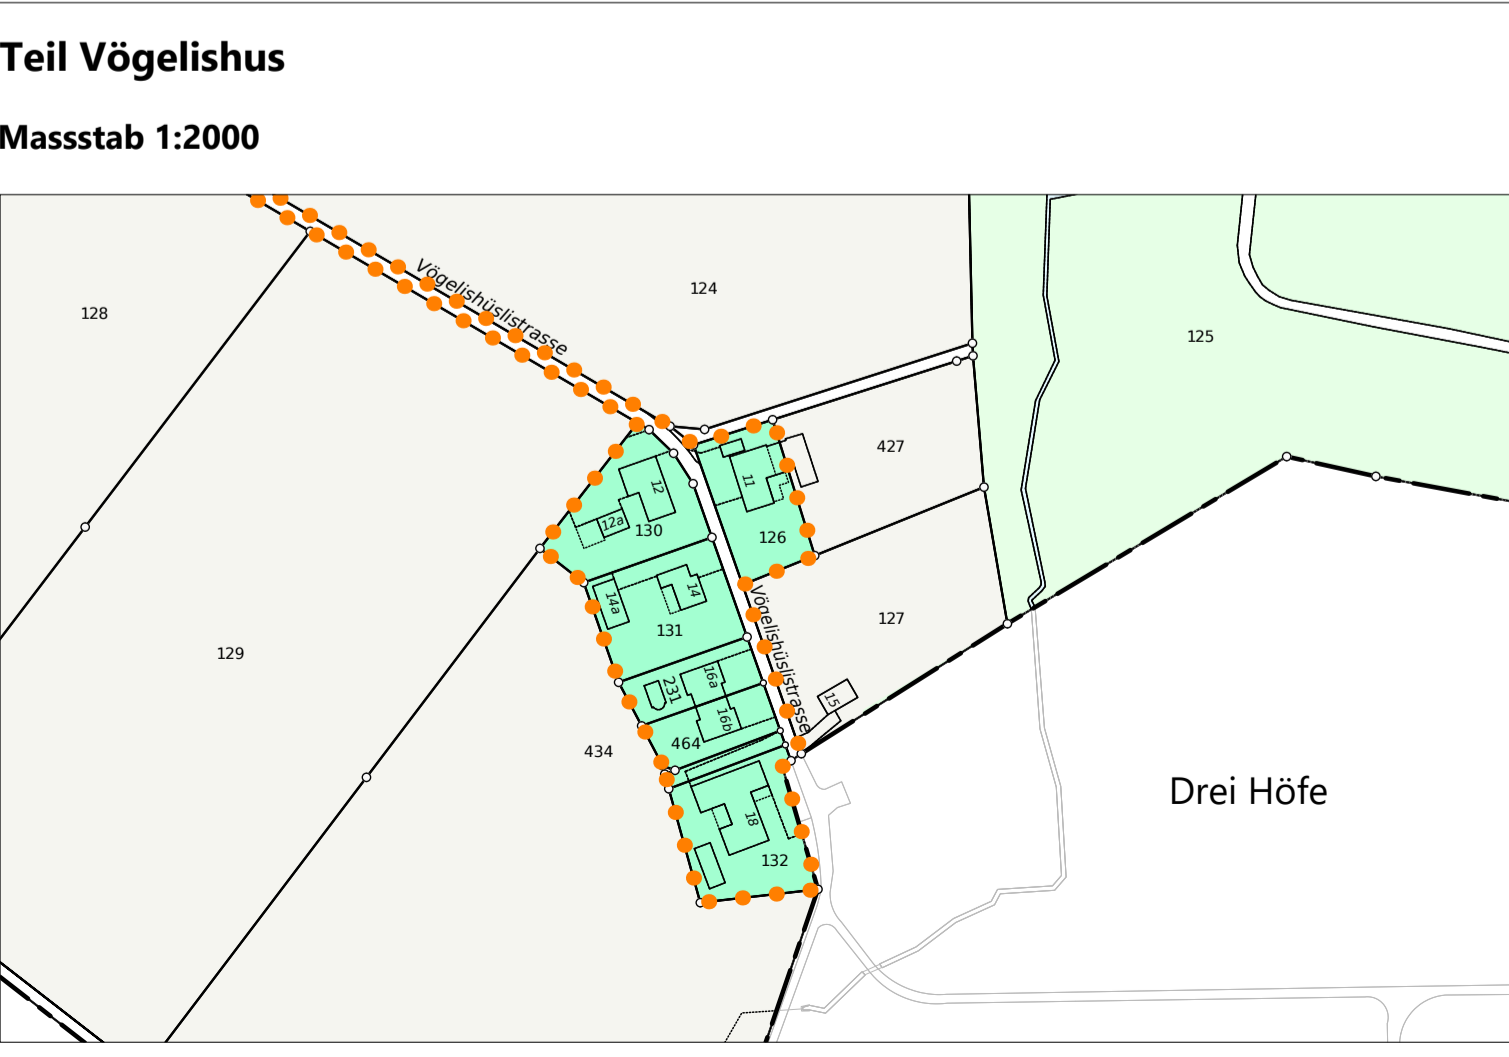 Teil Vögelishus
Massstab 1:2000
Vögelishüslistrasse
124
128
125
427
11
12
12a
130
126
14a
14
131
127
Vögelishüslistrasse
129
231
16a
16b
15
464
434
Drei Höfe
18
132